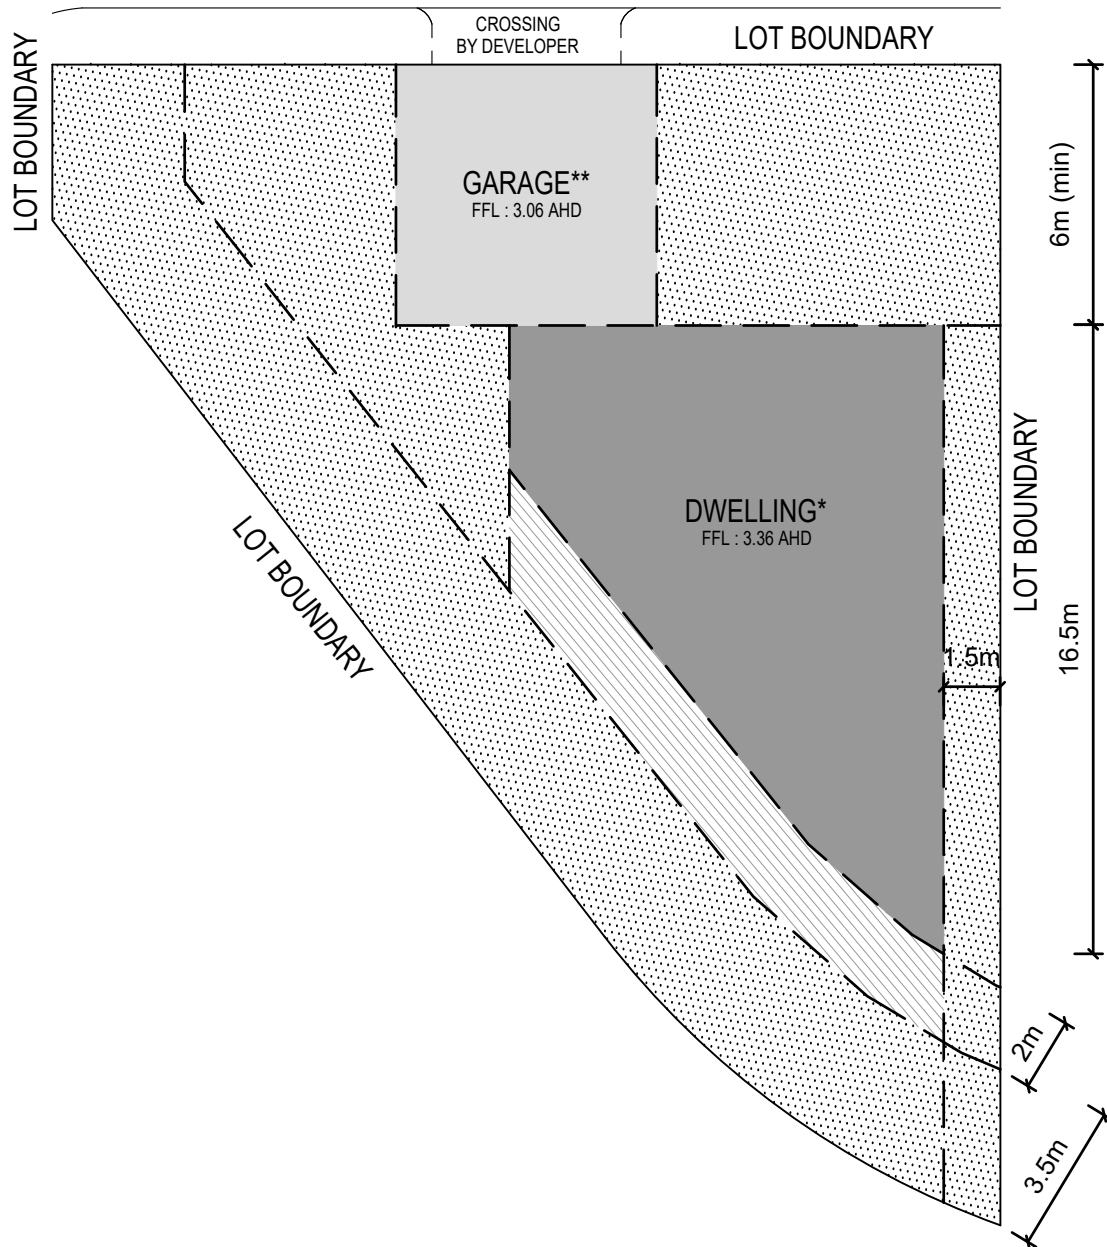 CROSSING
BY DEVELOPER
LOT BOUNDARY
LOT BOUNDARY
GARAGE**
FFL : 3.06 AHD
6m (min)
DWELLING*
FFL : 3.36 AHD
LOT BOUNDARY
LOT BOUNDARY
1.5m
16.5m
2m
3.5m